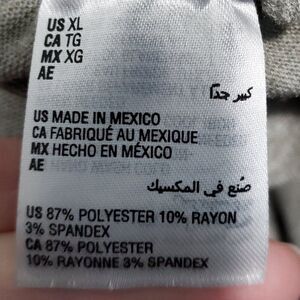 US XL
CA TG
MX XG
AE
كبير جدًا
US MADE IN MEXICO
CA FABRIQUÉ AU MEXIQUE
MX HECHO EN MÉXICO
AE
صُنع في المكسيك
US 87% POLYESTER 10% RAYON
3% SPANDEX
CA 87% POLYESTER
10% RAYONNE 3% SPANDEX